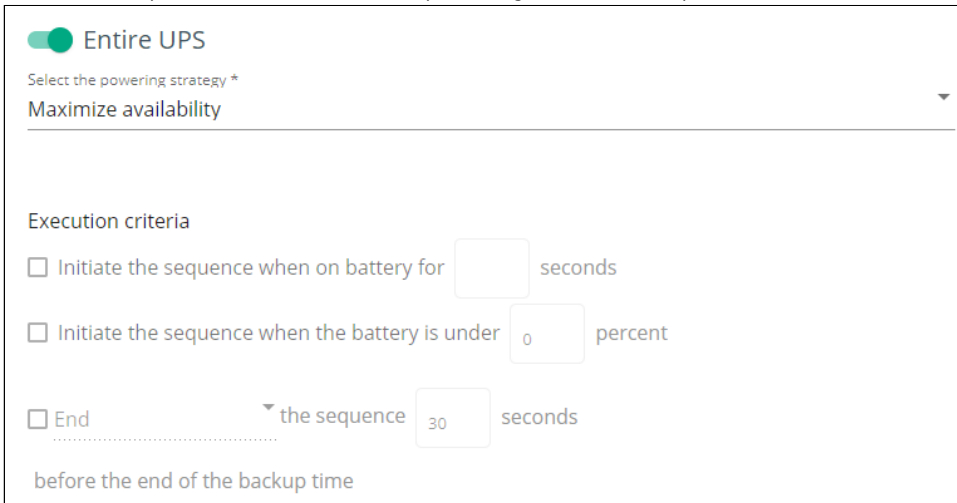 Entire UPS
Select the powering strategy *
Maximize availability
Execution criteria
Initiate the sequence when on battery for seconds
Initiate the sequence when the battery is under 0 percent
End the sequence 30 seconds
before the end of the backup time